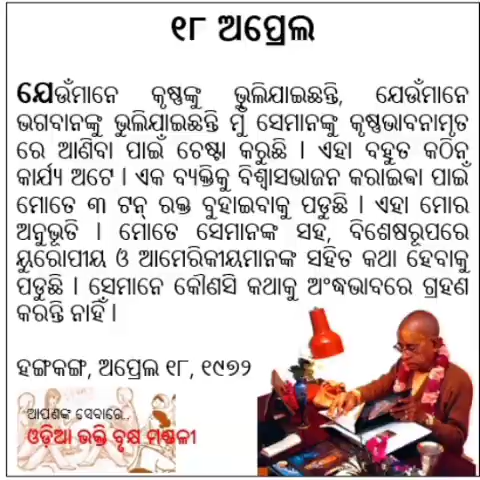 ୧୮ ଅପ୍ରେଲ
ଯେଉଁମାନେ କୃଷ୍ଣଙ୍କୁ ଭୁଲିଯାଇଛନ୍ତି, ଯେଉଁମାନେ
ଭଗବାନଙ୍କୁ ଭୁଲିଯାଇଛନ୍ତି ମୁଁ ସେମାନଙ୍କୁ କୃଷ୍ଣଭାବନାମୃତ
ରେ ଆଣିବା ପାଇଁ ଚେଷ୍ଟା କରୁଛି । ଏହା ବହୁତ କଠିନ୍
କାର୍ଯ୍ୟ ଅଟେ । ଏକ ବ୍ୟକ୍ତିକୁ ବିଶ୍ୱାସଭାଜନ କରାଇବା ପାଇଁ
ମୋତେ ୩ ଟନ୍ ରକ୍ତ ବୁହାଇବାକୁ ପଡୁଛି । ଏହା ମୋର
ଅନୁଭୂତି । ମୋତେ ସେମାନଙ୍କ ସହ, ବିଶେଷରୂପରେ
ୟୁରୋପୀୟ ଓ ଆମେରିକୀୟମାନଙ୍କ ସହିତ କଥା ହେବାକୁ
ପଡୁଛି । ସେମାନେ କୌଣସି କଥାକୁ ଅଂଦ୍ଧଭାବରେ ଗ୍ରହଣ
କରନ୍ତି ନାହିଁ ।
ହଙ୍ଗକଙ୍ଗ, ଅପ୍ରେଲ ୧୮, ୧୯୭୨
ଆପଣଙ୍କ ସେବାରେ..
ଓଡ଼ିଆ ଭକ୍ତି ବୃକ୍ଷ ମଣ୍ଡଳୀ